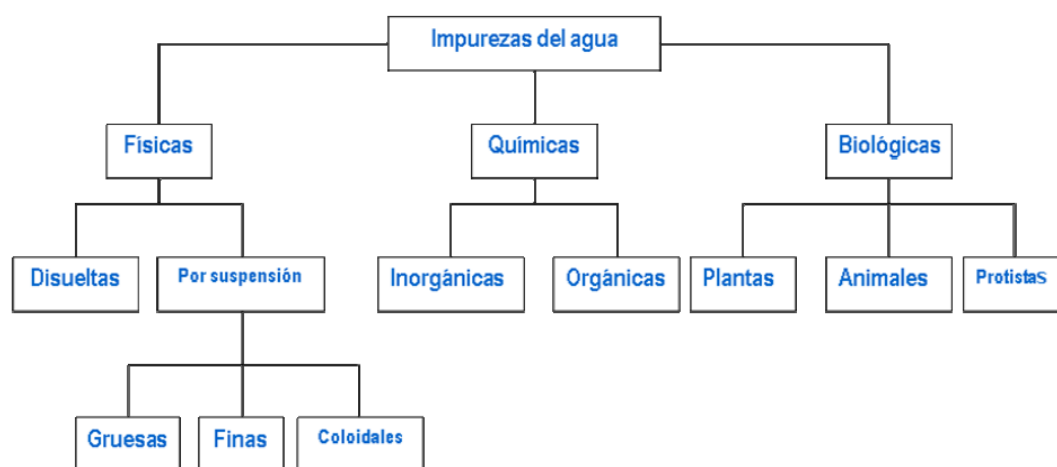 Impurezas del agua
Físicas
Químicas
Biológicas
Disueltas
Por suspensión
Inorgánicas
Orgánicas
Plantas
Animales
ProtistaS
Gruesas
Finas
Coloidales